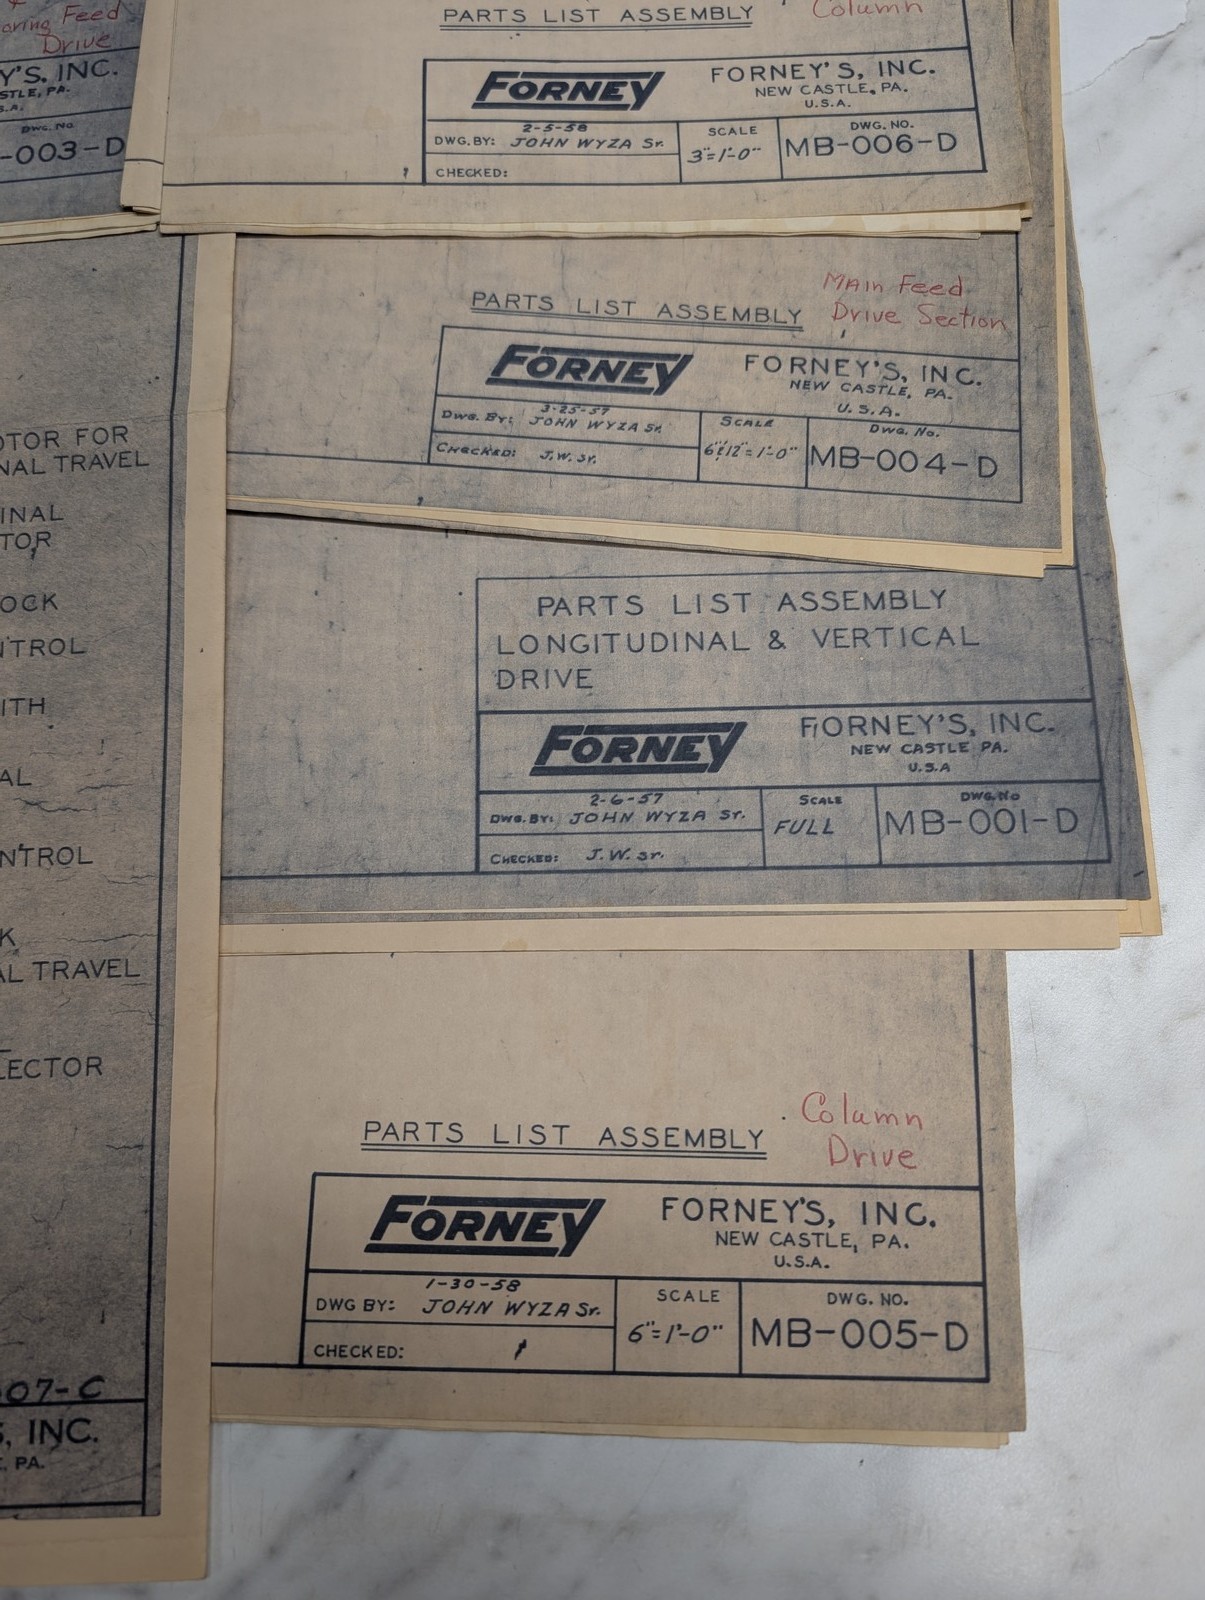 Feed
Drive
Y'S, INC.
STLE, PA.
S.A.
DWG. NO
-003-D
PARTS LIST ASSEMBLY
Column
FORNEY
FORNEY'S, INC.
NEW CASTLE, PA.
U.S.A.
2-5-58
DWG. BY: JOHN WYZA Sr.
CHECKED:
SCALE
3"=1'-0"
DWG. NO.
MB-006-D
PARTS LIST ASSEMBLY
Main Feed
Drive Section
FORNEY
FORNEY'S, INC.
NEW CASTLE, PA.
U.S.A.
3-25-57
DWG. BY: JOHN WYZA Sr.
CHECKED: J.W. Sr.
SCALE
DWG. No.
MB-004-D
PARTS LIST ASSEMBLY
LONGITUDINAL & VERTICAL
DRIVE
FORNEY
FORNEY'S, INC.
NEW CASTLE PA.
U.S.A
2-6-57
DWG. BY: JOHN WYZA Sr.
CHECKED: J.W. Sr.
SCALE
FULL
DWG. No
MB-001-D
PARTS LIST ASSEMBLY
Column
Drive
FORNEY
FORNEY'S, INC.
NEW CASTLE, PA.
U.S.A.
1-30-58
DWG BY: JOHN WYZA Sr.
CHECKED:
SCALE
6"=1'-0"
DWG. NO.
MB-005-D
OTOR FOR
NAL TRAVEL
INAL
TOR
OCK
NTROL
ITH
AL
NTROL
K
AL TRAVEL
LECTOR
07-C
S, INC.
PA.